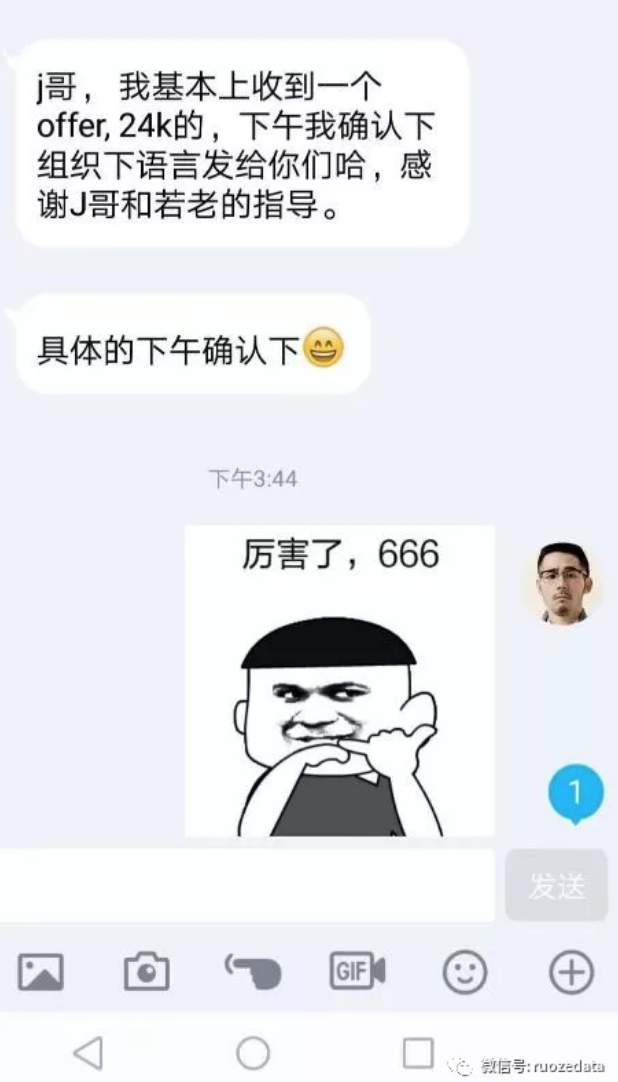 j哥，我基本上收到一个
offer, 24k的，下午我确认下
组织下语言发给你们哈，感
谢J哥和若老的指导。
具体的下午确认下😄
下午3:44
厉害了，666
1
发送
GIF
微信号: ruozedata